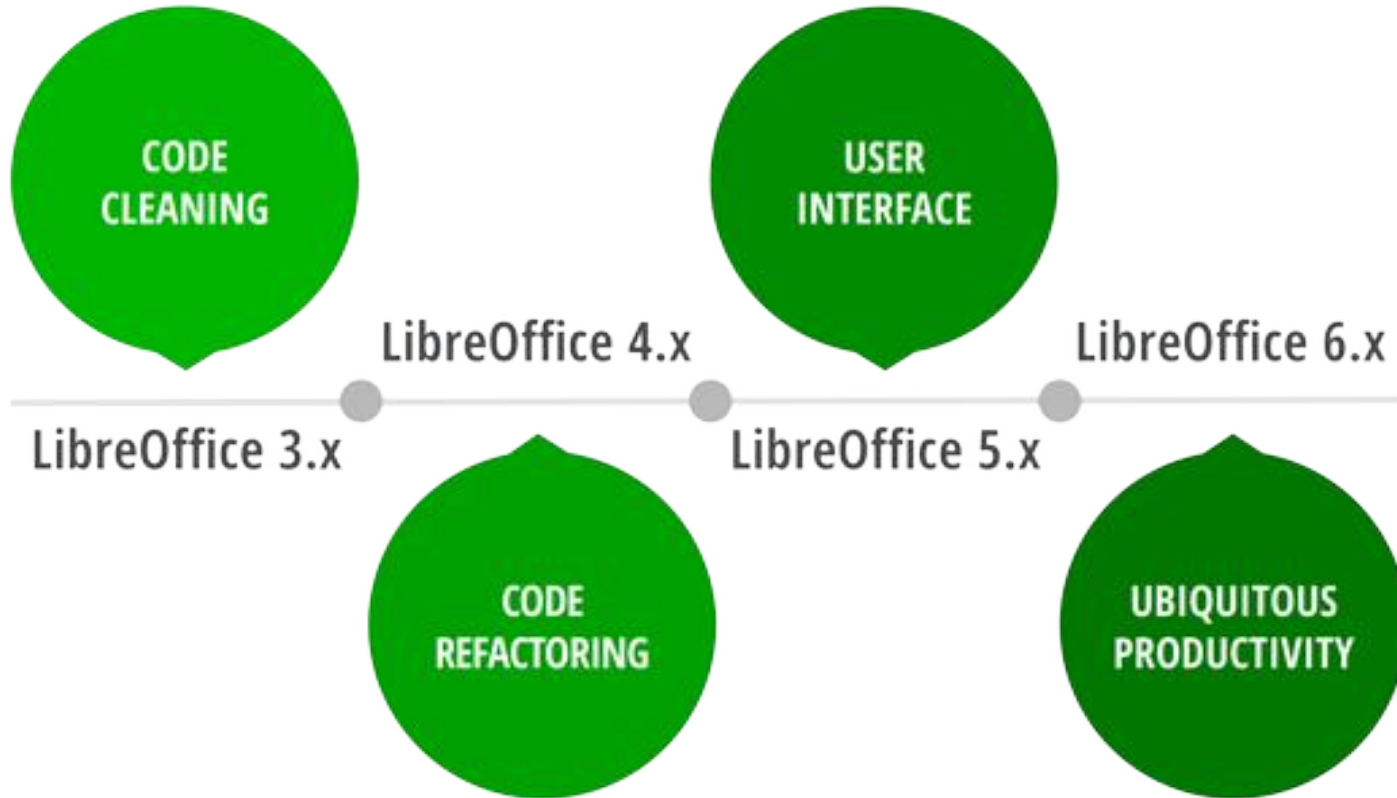 CODE
CLEANING
USER
INTERFACE
LibreOffice 4.x
LibreOffice 6.x
LibreOffice 3.x
LibreOffice 5.x
CODE
REFACTORING
UBIQUITOUS
PRODUCTIVITY